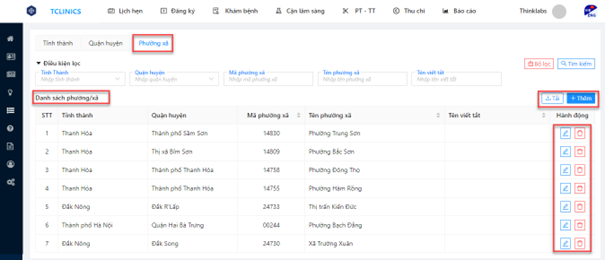 TCLINICS Lịch hẹn Đăng ký Khám bệnh Cận lâm sàng PT - TT Thu chi Báo cáo Thinklabs
Tỉnh thành Quận huyện Phường xã
Điều kiện lọc
Bỏ lọc Tìm kiếm
Tỉnh Thành Quận huyện Mã phường xã Tên phường xã Tên viết tắt
Nhập tỉnh thành Nhập quận huyện Nhập mã phường xã Nhập tên phường xã Nhập tên viết tắt
Danh sách phường/xã
Tải + Thêm
STT Tỉnh thành Quận huyện Mã phường xã Tên phường xã Tên viết tắt Hành động
1 Thanh Hóa Thành phố Sầm Sơn 14830 Phường Trung Sơn
2 Thanh Hóa Thị xã Bỉm Sơn 14809 Phường Bắc Sơn
3 Thanh Hóa Thành phố Thanh Hóa 14758 Phường Đông Thọ
4 Thanh Hóa Thành phố Thanh Hóa 14755 Phường Hàm Rồng
5 Đắk Nông Đắk R'Lấp 24733 Thị trấn Kiến Đức
6 Thành phố Hà Nội Quận Hai Bà Trưng 00244 Phường Bạch Đằng
7 Đắk Nông Đắk Song 24730 Xã Trường Xuân